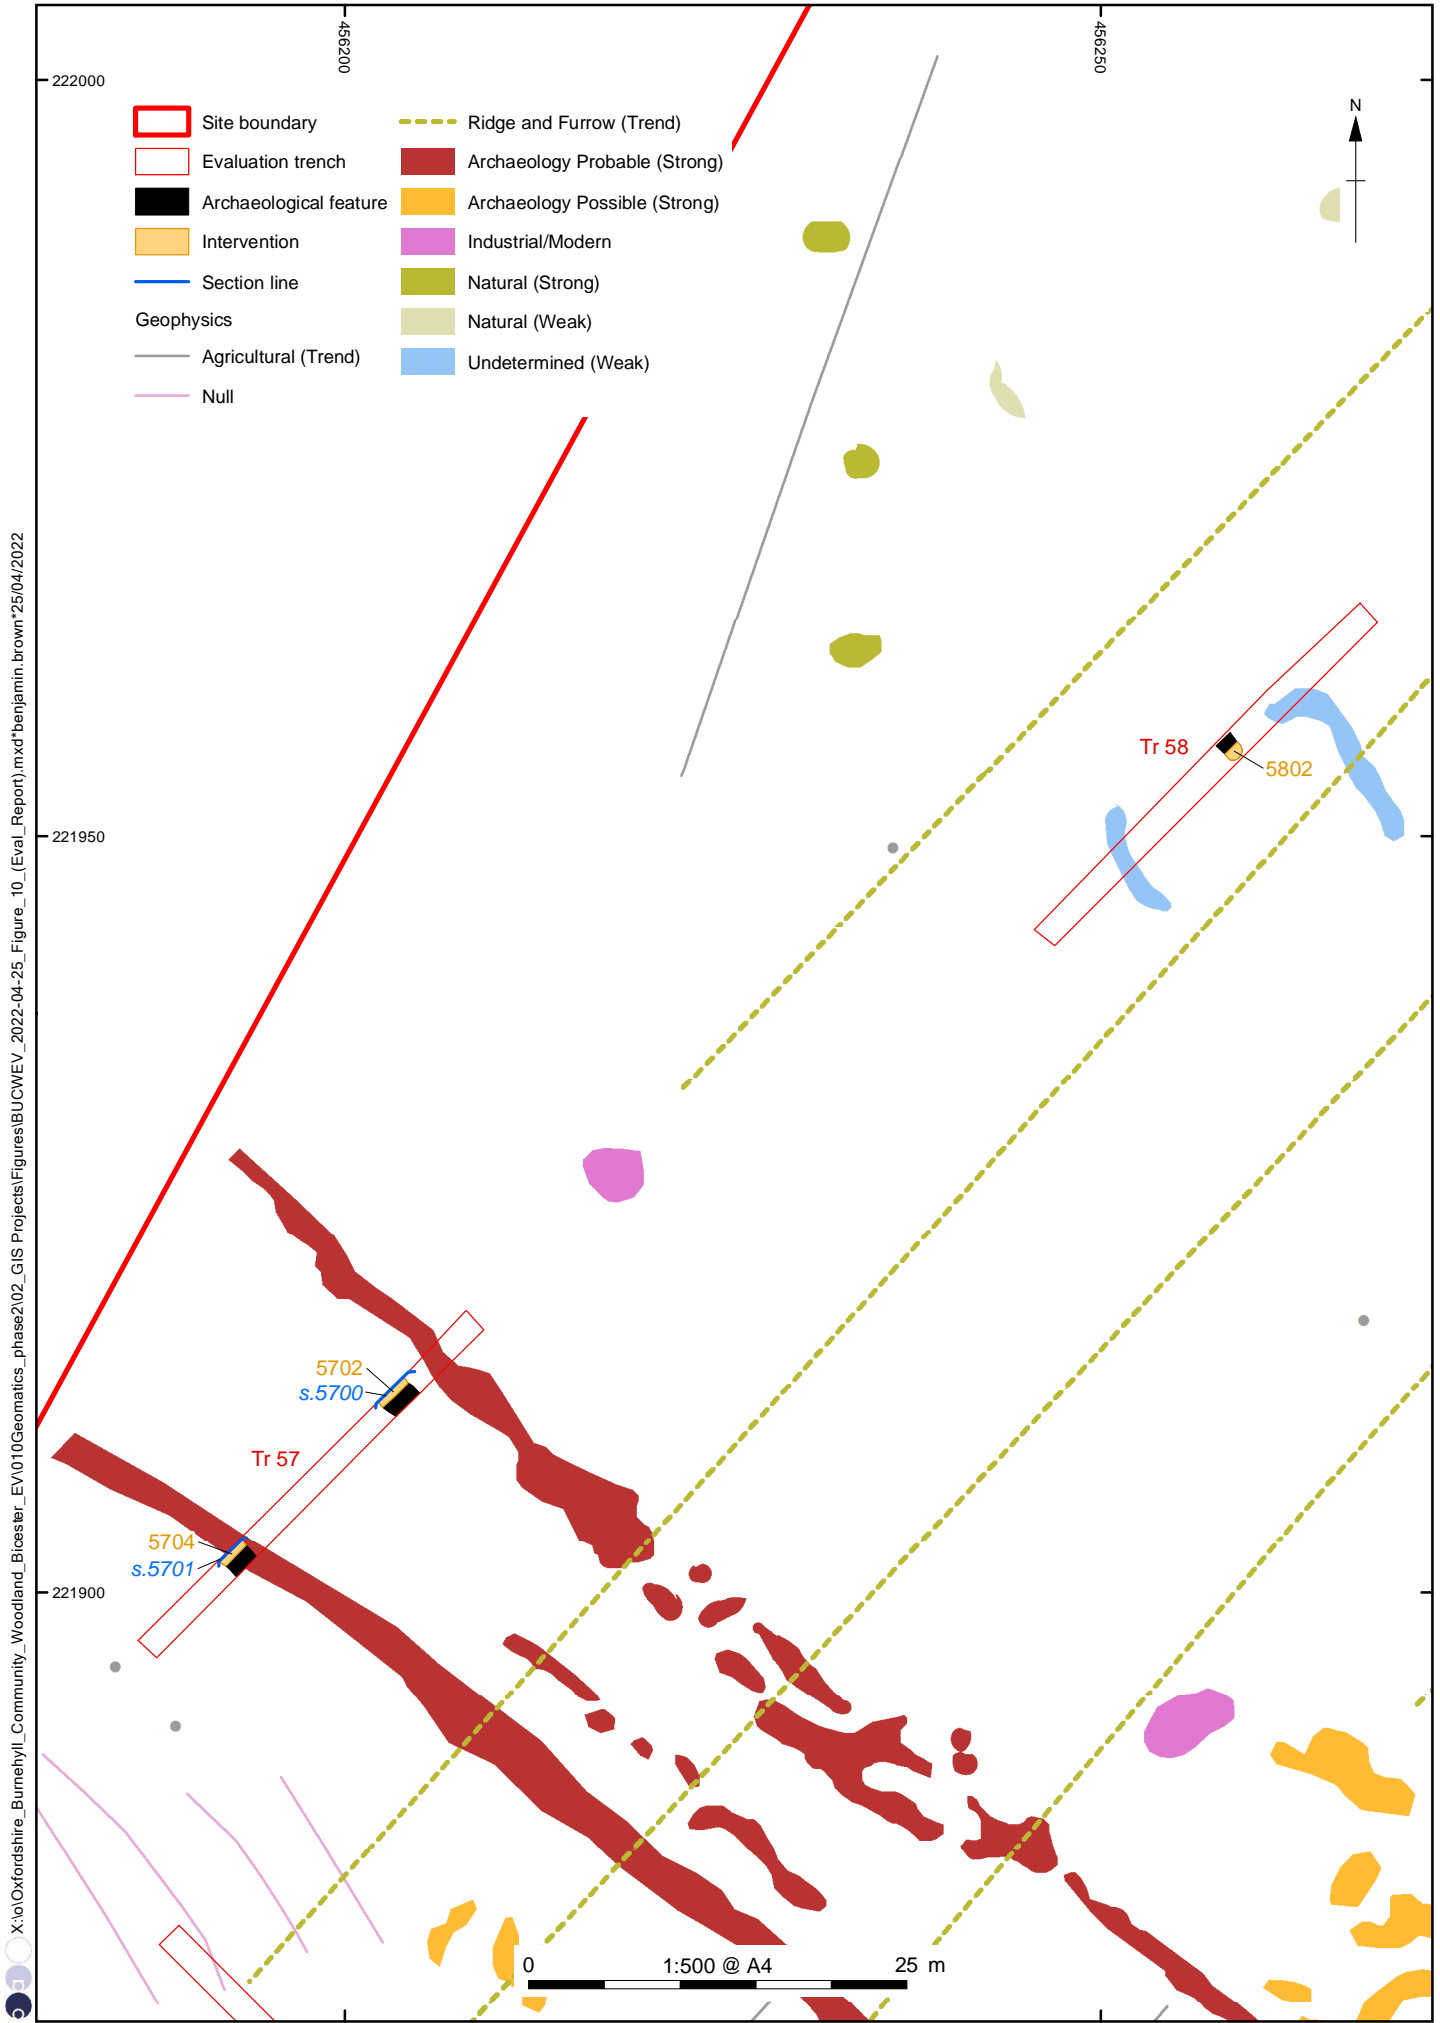 456200
456250
222000
N
Site boundary
Evaluation trench
Archaeological feature
Intervention
Section line
Geophysics
Agricultural (Trend)
Null
Ridge and Furrow (Trend)
Archaeology Probable (Strong)
Archaeology Possible (Strong)
Industrial/Modern
Natural (Strong)
Natural (Weak)
Undetermined (Weak)
Tr 58
5802
221950
5702
s.5700
Tr 57
5704
s.5701
221900
0 1:500 @ A4 25 m
X:\o\Oxfordshire_Burnehyll_Community_Woodland_Bicester_EV\010Geomatics_phase2\02_GIS Projects\Figures\BUCWEV_2022-04-25_Figure_10_(Eval_Report).mxd*benjamin.brown*25/04/2022